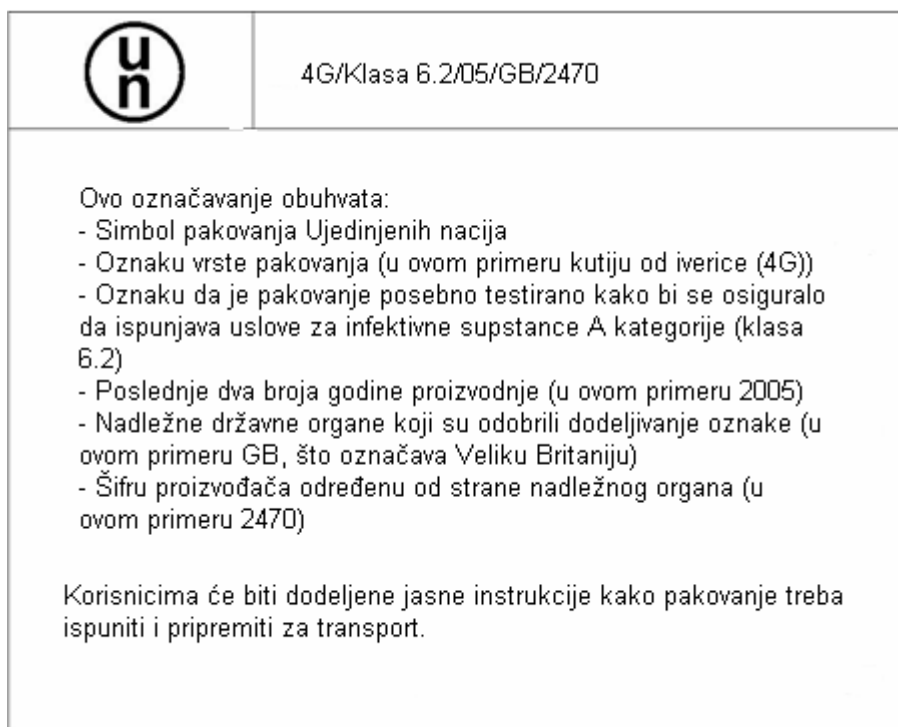 un
4G/Klasa 6.2/05/GB/2470
Ovo označavanje obuhvata:
- Simbol pakovanja Ujedinjenih nacija
- Oznaku vrste pakovanja (u ovom primeru kutiju od iverice (4G))
- Oznaku da je pakovanje posebno testirano kako bi se osiguralo
da ispunjava uslove za infektivne supstance A kategorije (klasa
6.2)
- Poslednje dva broja godine proizvodnje (u ovom primeru 2005)
- Nadležne državne organe koji su odobrili dodeljivanje oznake (u
ovom primeru GB, što označava Veliku Britaniju)
- Šifru proizvođača određenu od strane nadležnog organa (u
ovom primeru 2470)
Korisnicima će biti dodeljene jasne instrukcije kako pakovanje treba
ispuniti i pripremiti za transport.